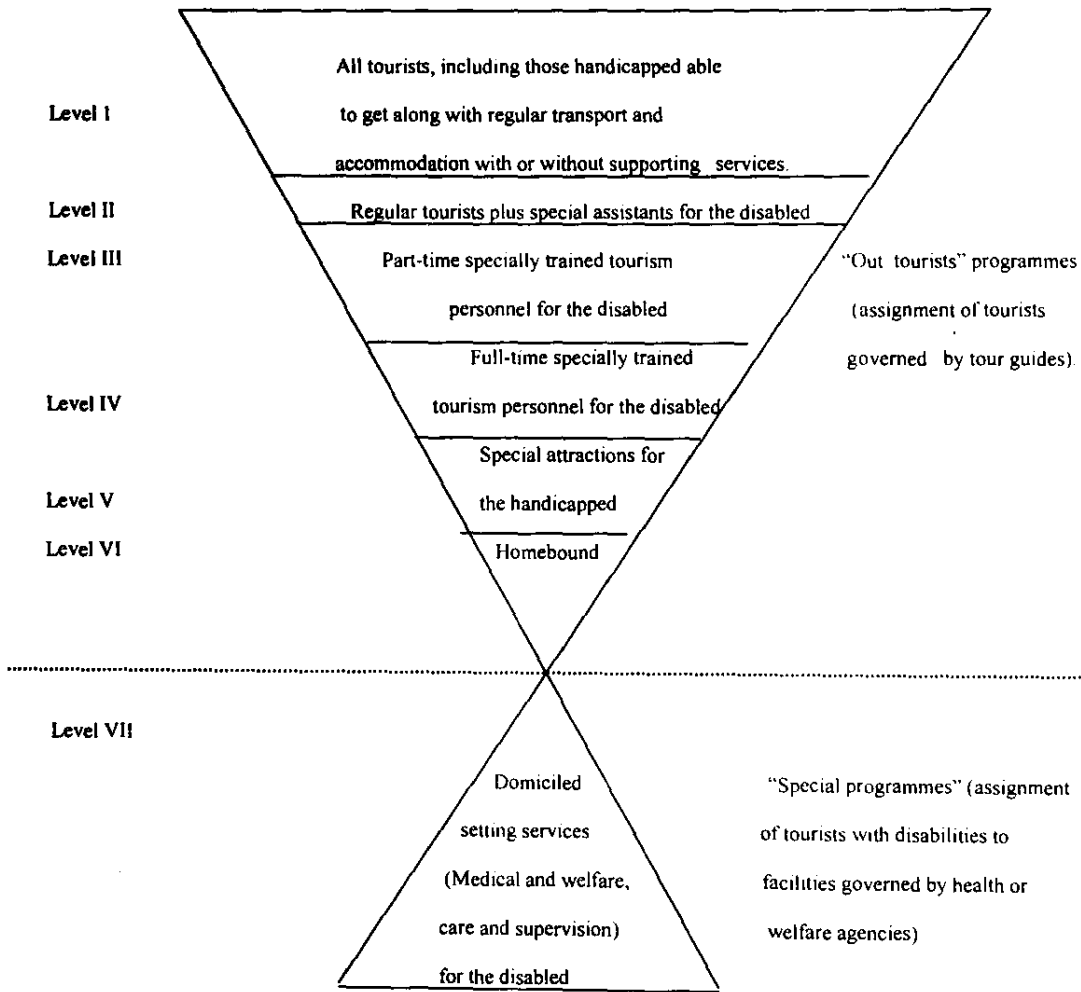 All tourists, including those handicapped able
Level I
to get along with regular transport and
accommodation with or without supporting services.
Level II
Regular tourists plus special assistants for the disabled
Level III
Part-time specially trained tourism
personnel for the disabled
"Out tourists" programmes
(assignment of tourists
governed by tour guides).
Full-time specially trained
Level IV
tourism personnel for the disabled
Special attractions for
Level V
the handicapped
Level VI
Homebound
Level VII
Domiciled
setting services
(Medical and welfare,
care and supervision)
for the disabled
"Special programmes" (assignment
of tourists with disabilities to
facilities governed by health or
welfare agencies)